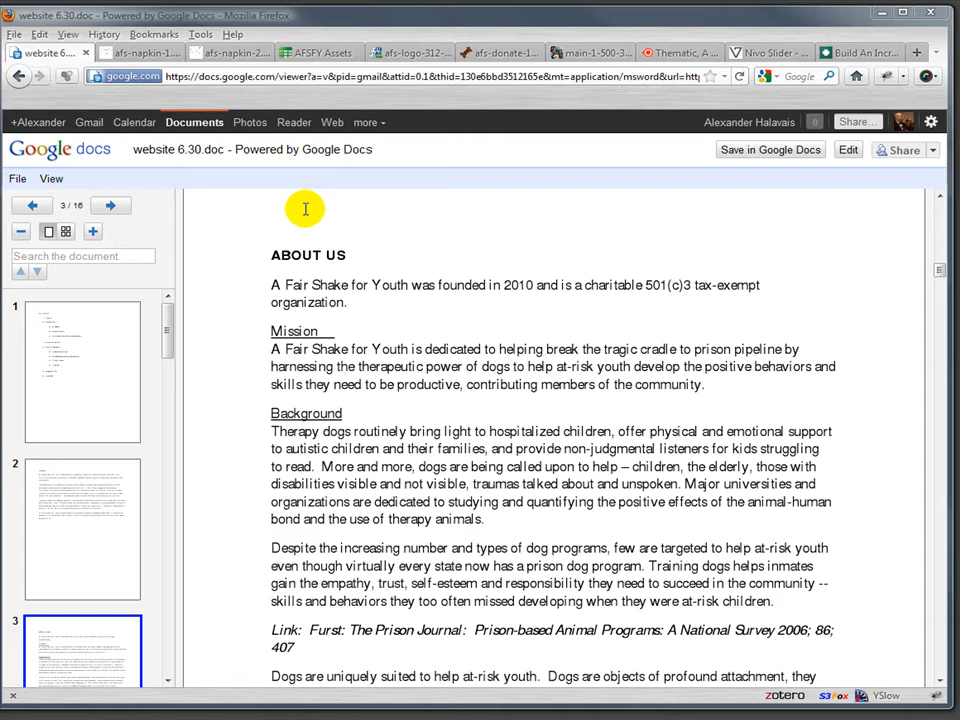 website 6.30.doc - Powered by Google Docs - Mozilla Firefox
File Edit View History Bookmarks Tools Help
website 6.... × afs-napkin-1.... afs-napkin-2.... AFSFY Assets afs-logo-312-... afs-donate-1.... main-1-500-3.... Thematic, A ... Nivo Slider - ... Build An Incr...
google.com https://docs.google.com/viewer?a=v&pid=gmail&attid=0.1&thid=130e6bbd3512165e&mt=application/msword&url=htt Google
+Alexander Gmail Calendar Documents Photos Reader Web more Alexander Halavais 0 Share...
Google docs website 6.30.doc - Powered by Google Docs Save in Google Docs Edit Share
File View
3 / 16
Search the document.
1
2
3
ABOUT US
A Fair Shake for Youth was founded in 2010 and is a charitable 501(c)3 tax-exempt
organization.
Mission
A Fair Shake for Youth is dedicated to helping break the tragic cradle to prison pipeline by
harnessing the therapeutic power of dogs to help at-risk youth develop the positive behaviors and
skills they need to be productive, contributing members of the community.
Background
Therapy dogs routinely bring light to hospitalized children, offer physical and emotional support
to autistic children and their families, and provide non-judgmental listeners for kids struggling
to read. More and more, dogs are being called upon to help – children, the elderly, those with
disabilities visible and not visible, traumas talked about and unspoken. Major universities and
organizations are dedicated to studying and quantifying the positive effects of the animal-human
bond and the use of therapy animals.
Despite the increasing number and types of dog programs, few are targeted to help at-risk youth
even though virtually every state now has a prison dog program. Training dogs helps inmates
gain the empathy, trust, self-esteem and responsibility they need to succeed in the community --
skills and behaviors they too often missed developing when they were at-risk children.
Link: Furst: The Prison Journal: Prison-based Animal Programs: A National Survey 2006; 86;
407
Dogs are uniquely suited to help at-risk youth. Dogs are objects of profound attachment, they
zotero S3Fox YSlow